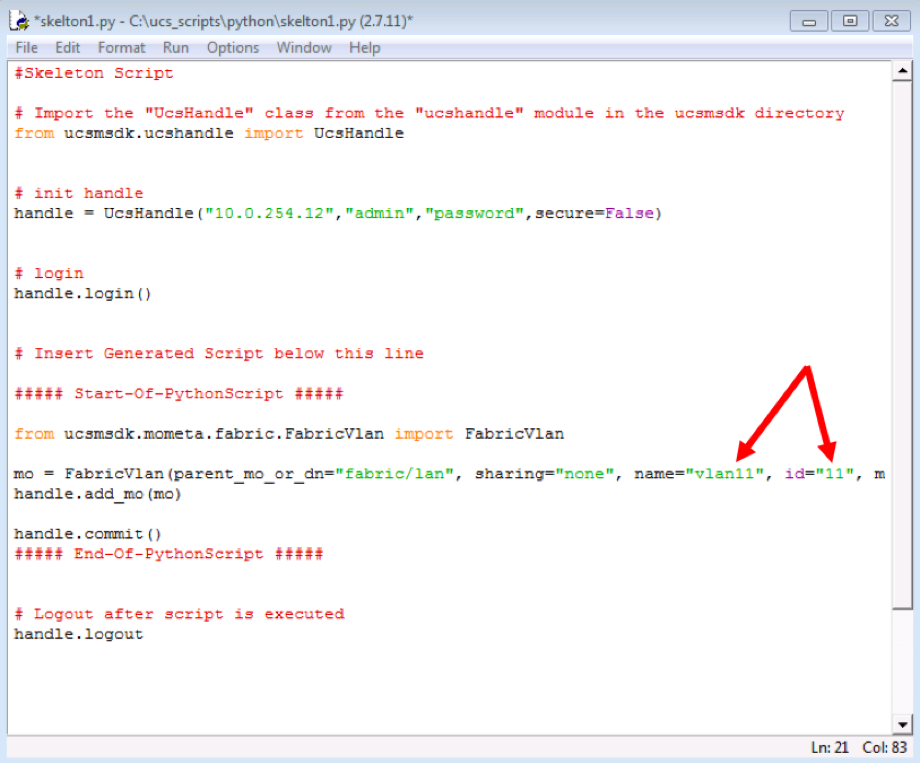 *skelton1.py - C:\ucs_scripts\python\skelton1.py (2.7.11)*
File Edit Format Run Options Window Help
#Skeleton Script
# Import the "UcsHandle" class from the "ucshandle" module in the ucsmsdk directory
from ucsmsdk.ucshandle import UcsHandle
# init handle
handle = UcsHandle("10.0.254.12","admin","password",secure=False)
# login
handle.login()
# Insert Generated Script below this line
##### Start-Of-PythonScript #####
from ucsmsdk.mometa.fabric.FabricVlan import FabricVlan
mo = FabricVlan(parent_mo_or_dn="fabric/lan", sharing="none", name="vlan11", id="11", m
handle.add_mo(mo)
handle.commit()
##### End-Of-PythonScript #####
# Logout after script is executed
handle.logout
Ln: 21 Col: 83